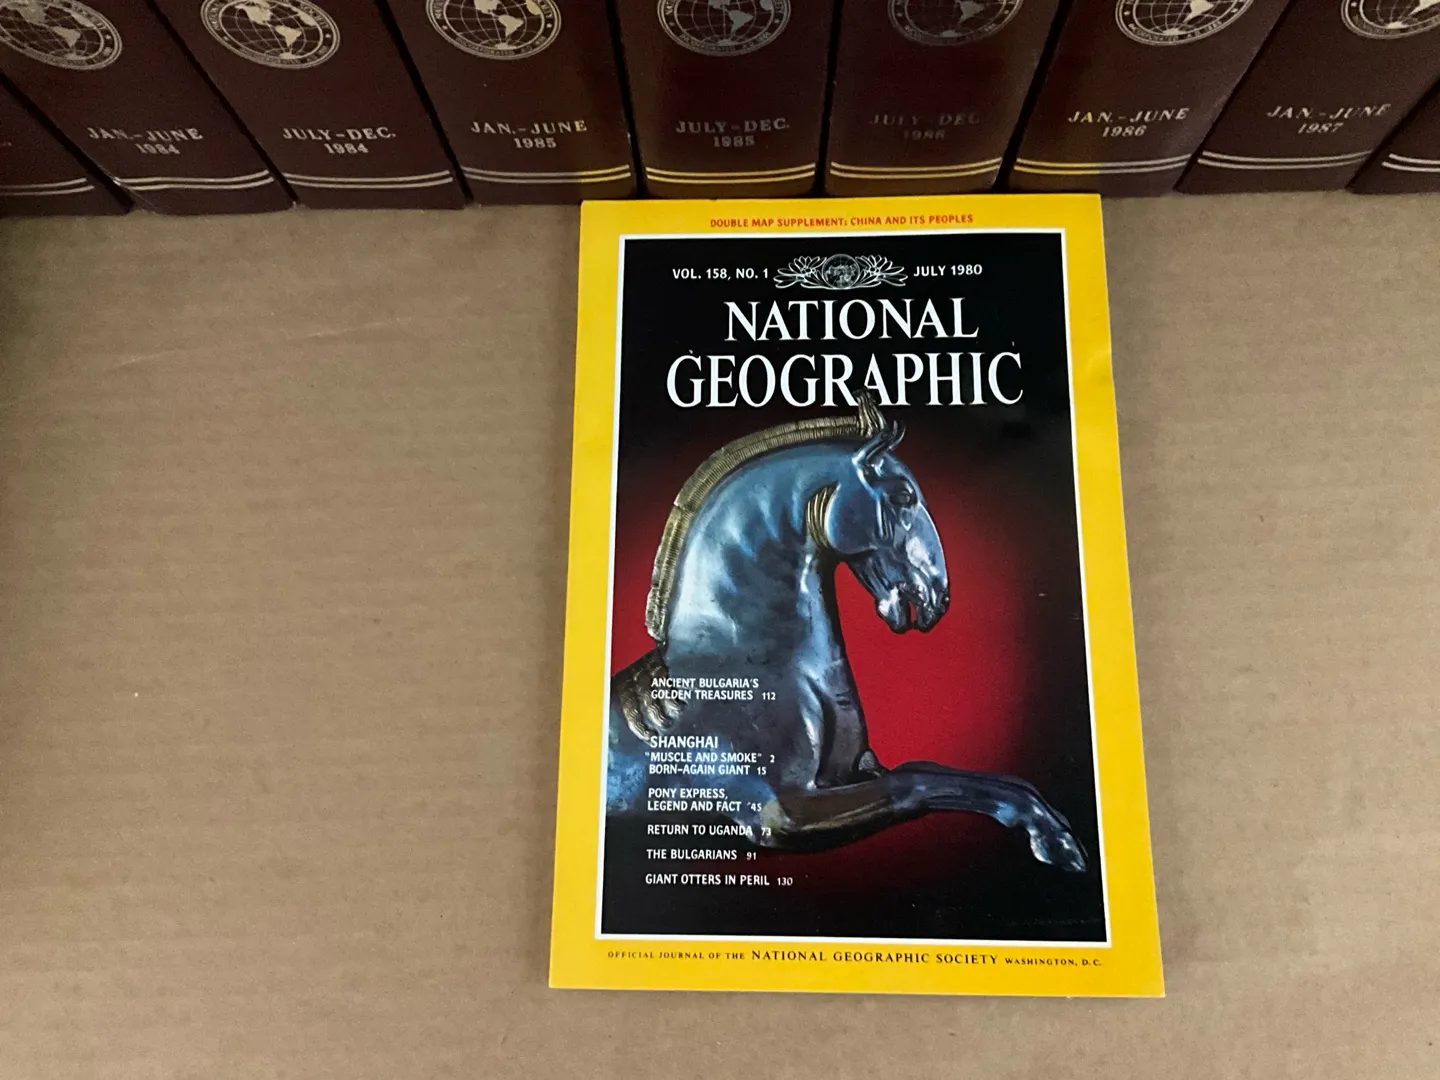 JAN.-JUNE
1984
JULY-DEC.
1984
JAN.-JUNE
1985
JULY-DEC.
1985
JULY DEC
1986
JAN.-JUNE
1986
JAN.-JUNE
1987
DOUBLE MAP SUPPLEMENT: CHINA AND ITS PEOPLES
VOL. 158, NO. 1
JULY 1980
NATIONAL
GEOGRAPHIC
ANCIENT BULGARIA'S
GOLDEN TREASURES 112
SHANGHAI
"MUSCLE AND SMOKE" 2
BORN-AGAIN GIANT 15
PONY EXPRESS,
LEGEND AND FACT 45
RETURN TO UGANDA 73
THE BULGARIANS 91
GIANT OTTERS IN PERIL 130
OFFICIAL JOURNAL OF THE NATIONAL GEOGRAPHIC SOCIETY WASHINGTON, D.C.